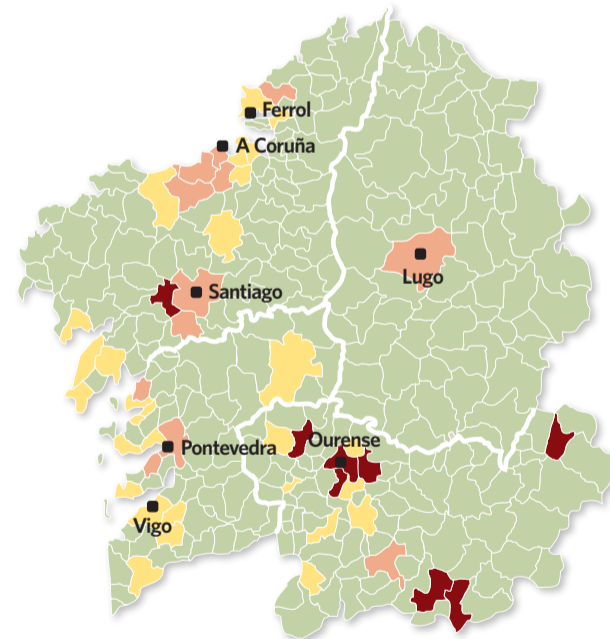 Ferrol
A Coruña
Lugo
Santiago
Ourense
Pontevedra
Vigo